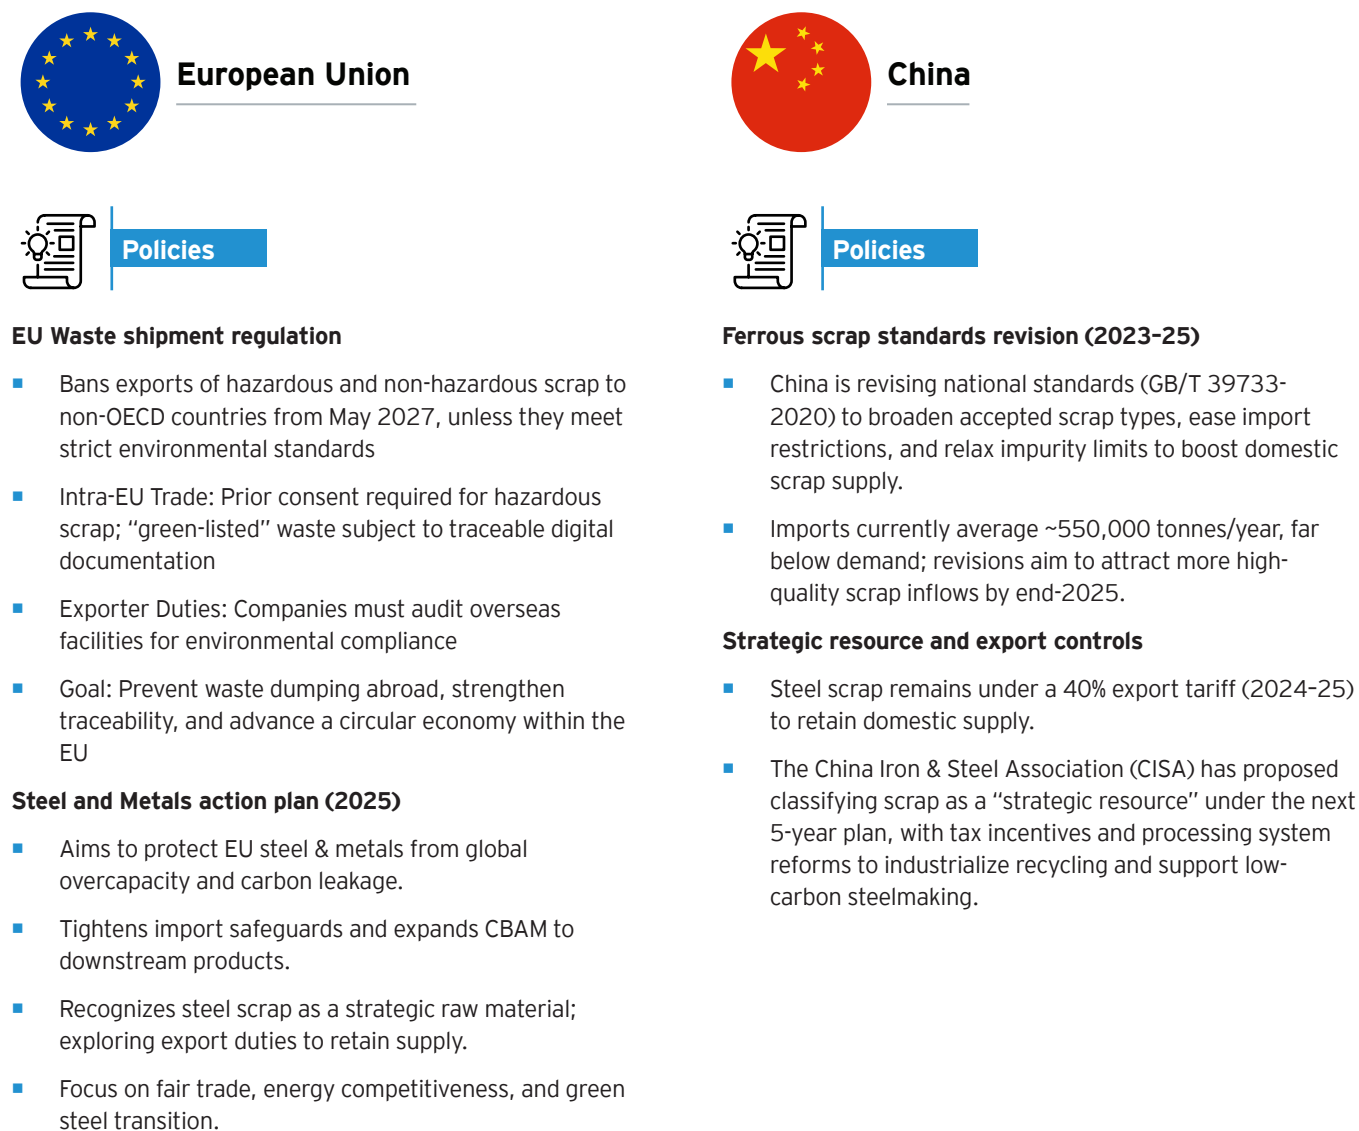 European Union
Policies
EU Waste shipment regulation
▪ Bans exports of hazardous and non-hazardous scrap to
non-OECD countries from May 2027, unless they meet
strict environmental standards
▪ Intra-EU Trade: Prior consent required for hazardous
scrap; “green-listed” waste subject to traceable digital
documentation
▪ Exporter Duties: Companies must audit overseas
facilities for environmental compliance
▪ Goal: Prevent waste dumping abroad, strengthen
traceability, and advance a circular economy within the
EU
Steel and Metals action plan (2025)
▪ Aims to protect EU steel & metals from global
overcapacity and carbon leakage.
▪ Tightens import safeguards and expands CBAM to
downstream products.
▪ Recognizes steel scrap as a strategic raw material;
exploring export duties to retain supply.
▪ Focus on fair trade, energy competitiveness, and green
steel transition.
China
Policies
Ferrous scrap standards revision (2023–25)
▪ China is revising national standards (GB/T 39733-
2020) to broaden accepted scrap types, ease import
restrictions, and relax impurity limits to boost domestic
scrap supply.
▪ Imports currently average ~550,000 tonnes/year, far
below demand; revisions aim to attract more high-
quality scrap inflows by end-2025.
Strategic resource and export controls
▪ Steel scrap remains under a 40% export tariff (2024–25)
to retain domestic supply.
▪ The China Iron & Steel Association (CISA) has proposed
classifying scrap as a “strategic resource” under the next
5-year plan, with tax incentives and processing system
reforms to industrialize recycling and support low-
carbon steelmaking.